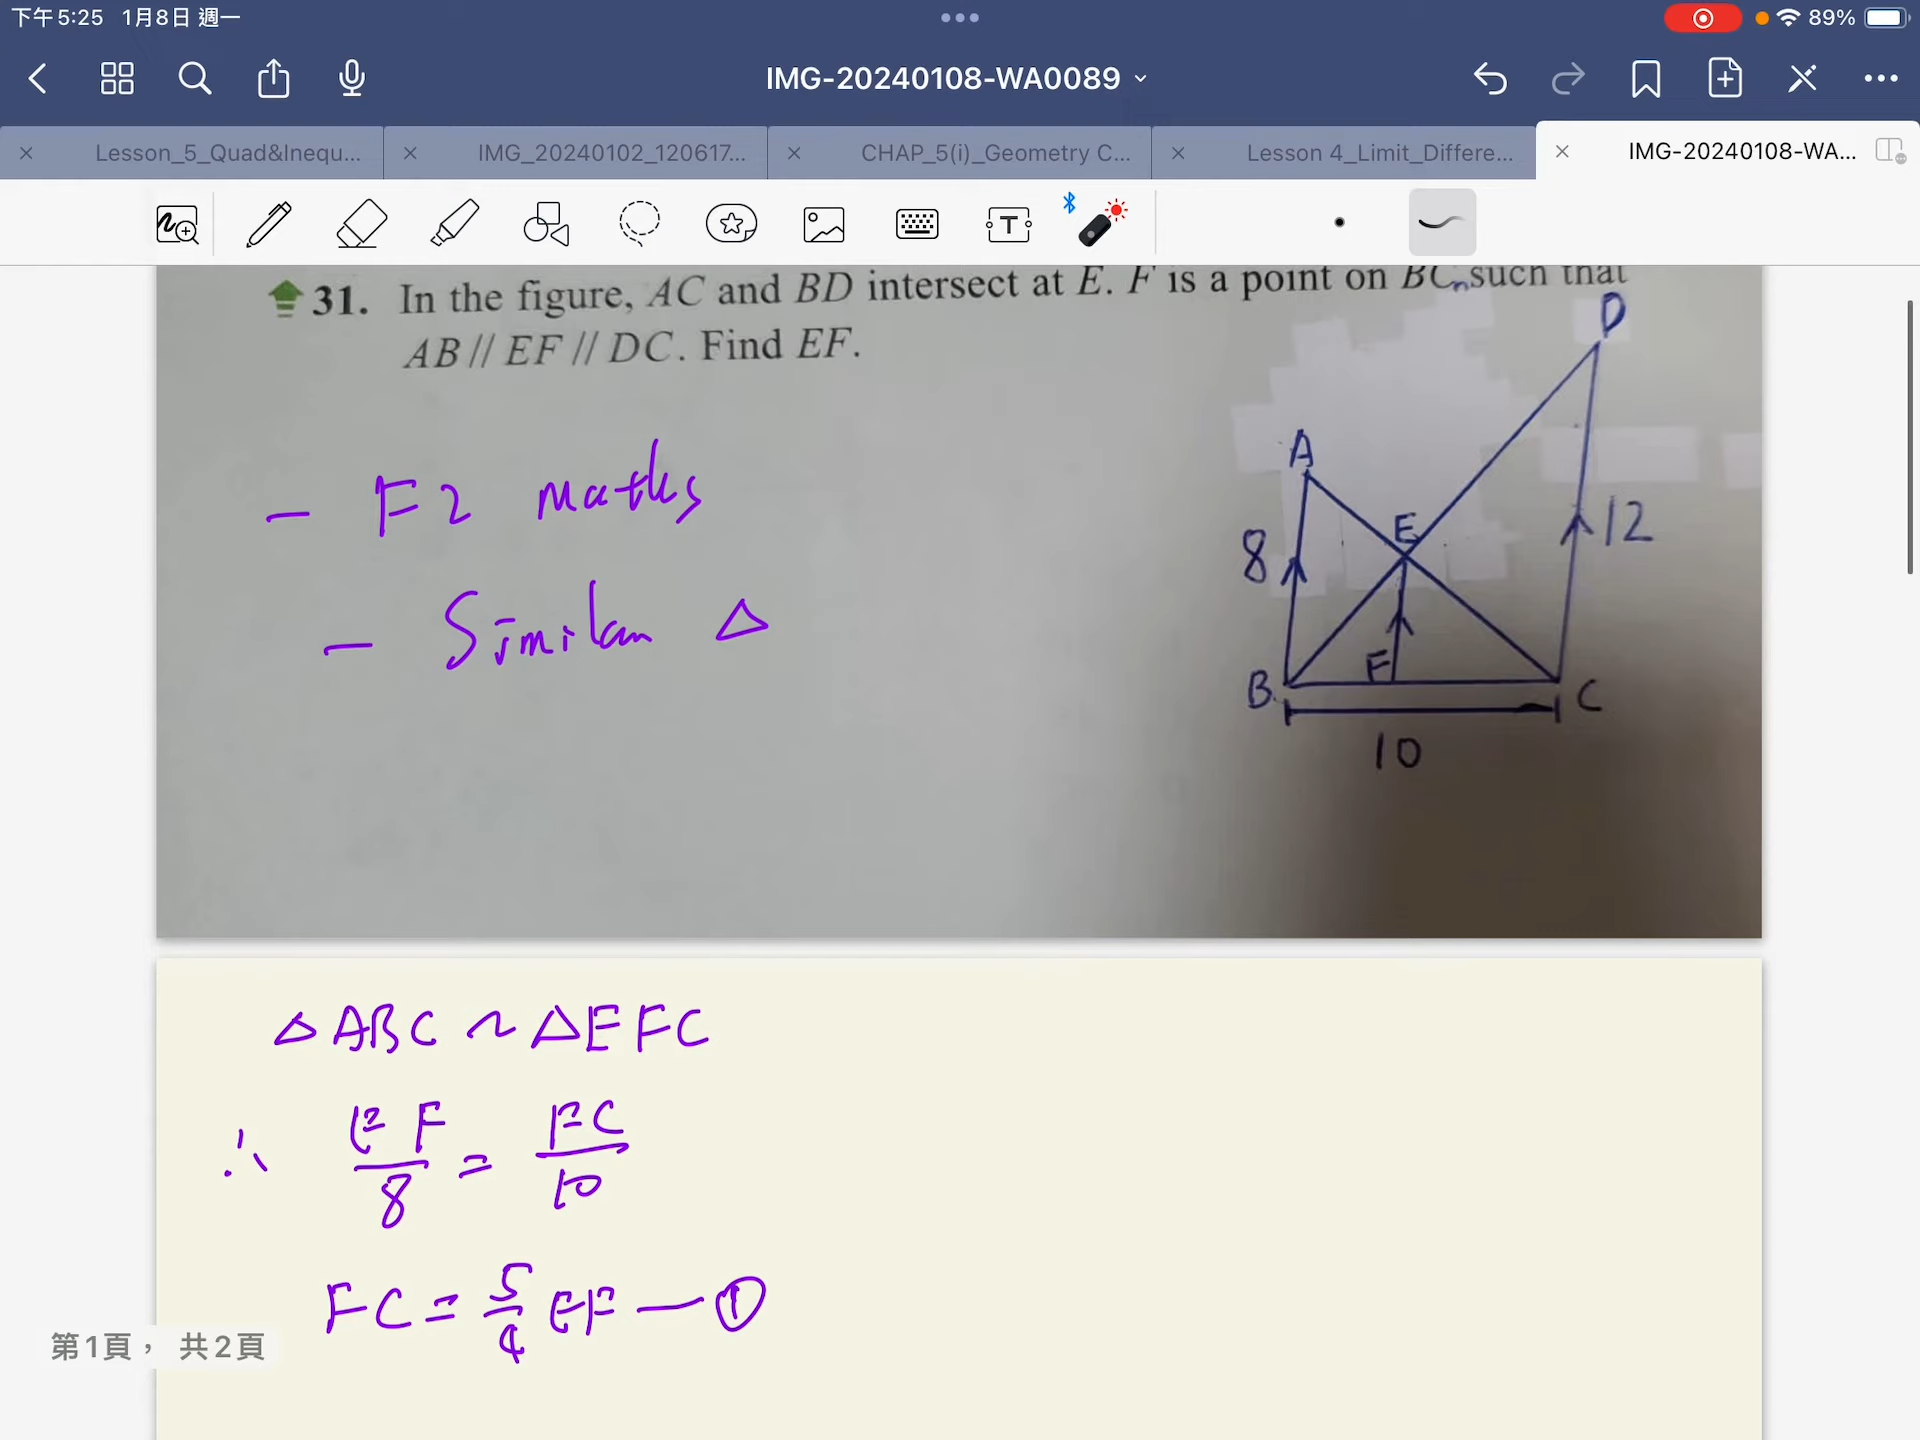 下午5:25 1月8日 週一
89%
IMG-20240108-WA0089
Lesson_5_Quad&Inequ...
IMG_20240102_120617...
CHAP_5(i)_Geometry C...
Lesson 4_Limit_Differe...
IMG-20240108-WA...
T
31. In the figure, AC and BD intersect at E. F is a point on BC such that
AB // EF // DC. Find EF.
D
A
E
8
12
B
F
C
10
- F2 maths
- Similar △
△ABC ~ △EFC
∴ EF/8 = FC/10
FC = 5/4 EF — ①
第1頁， 共2頁